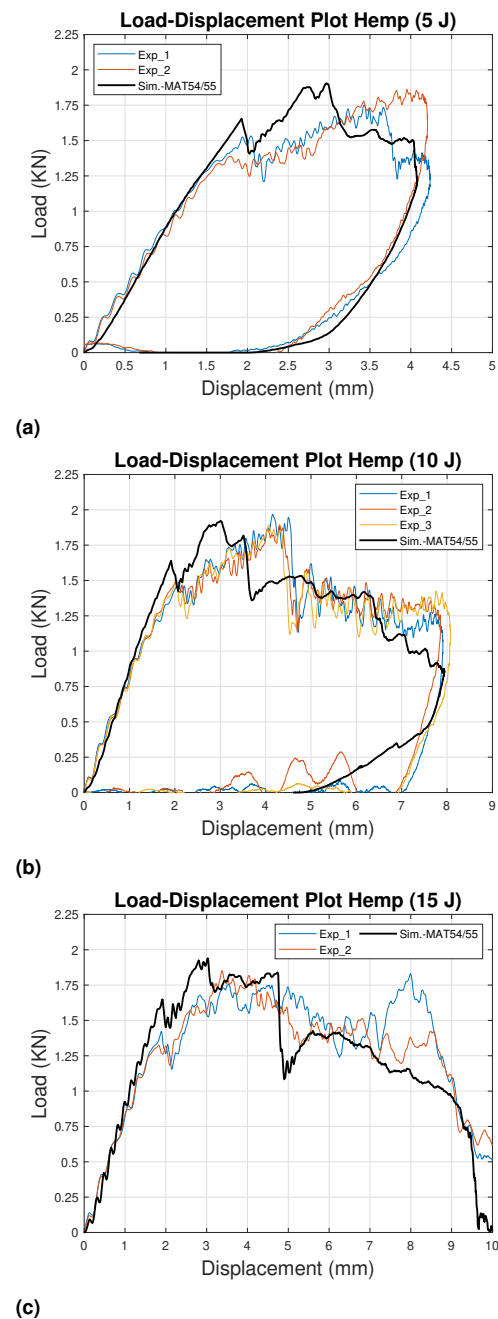 Load-Displacement Plot Hemp (5 J)
Exp_1
Exp_2
Sim.-MAT54/55
Load (KN)
2.25
2
1.75
1.5
1.25
1
0.75
0.5
0.25
0
0 0.5 1 1.5 2 2.5 3 3.5 4 4.5 5
Displacement (mm)
(a)
Load-Displacement Plot Hemp (10 J)
Exp_1
Exp_2
Exp_3
Sim.-MAT54/55
Load (KN)
2.25
2
1.75
1.5
1.25
1
0.75
0.5
0.25
0
0 1 2 3 4 5 6 7 8 9
Displacement (mm)
(b)
Load-Displacement Plot Hemp (15 J)
Exp_1 Sim.-MAT54/55
Exp_2
Load (KN)
2.25
2
1.75
1.5
1.25
1
0.75
0.5
0.25
0
0 1 2 3 4 5 6 7 8 9 10
Displacement (mm)
(c)